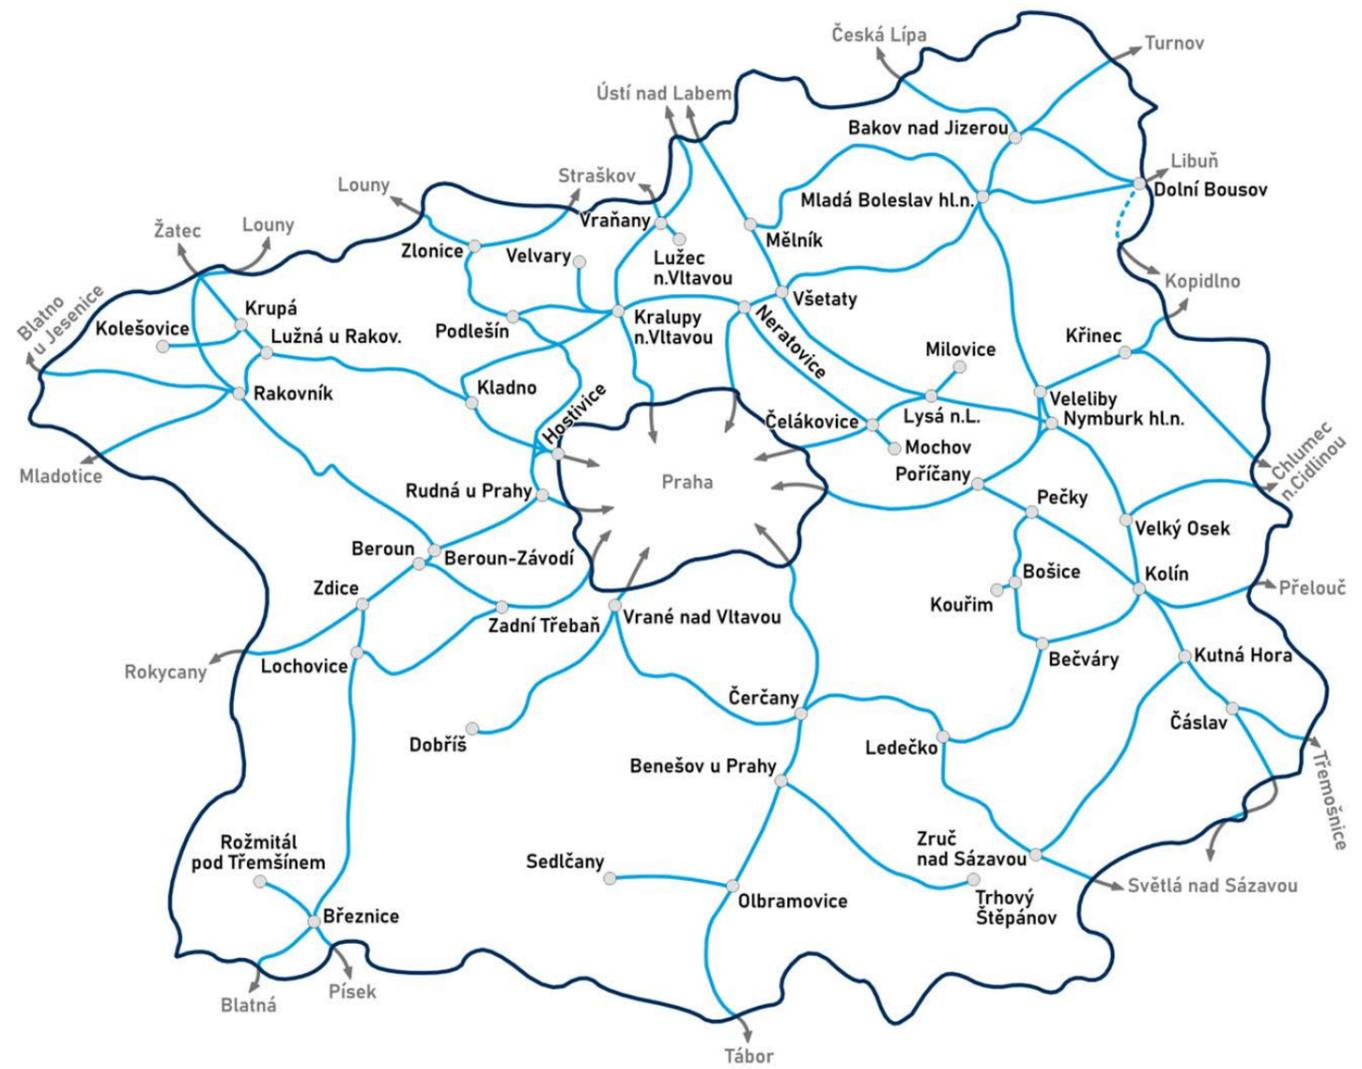 Česká Lípa
Turnov
Ústí nad Labem
Bakov nad Jizerou
Libuň
Straškov
Louny
Mladá Boleslav hl.n.
Dolní Bousov
Vraňany
Žatec
Louny
Zlonice
Velvary
Mělník
Lužec
n.Vltavou
Kopidlno
Všetaty
Blatno
u Jesenice
Krupá
Kolešovice
Lužná u Rakov.
Podlešín
Kralupy
n.Vltavou
Neratovice
Křinec
Milovice
Kladno
Rakovník
Hostivice
Veleliby
Čelákovice
Lysá n.L.
Nymburk hl.n.
Mochov
Chlumec
n.Cidlinou
Mladotice
Poříčany
Praha
Rudná u Prahy
Pečky
Velký Osek
Beroun
Beroun-Závodí
Bošice
Kolín
Zdice
Kouřim
Přelouč
Zadní Třebaň
Vrané nad Vltavou
Rokycany
Lochovice
Bečváry
Kutná Hora
Čerčany
Čáslav
Dobříš
Ledečko
Benešov u Prahy
Třemošnice
Rožmitál
pod Třemšínem
Sedlčany
Zruč
nad Sázavou
Světlá nad Sázavou
Olbramovice
Trhový
Štěpánov
Březnice
Blatná
Písek
Tábor